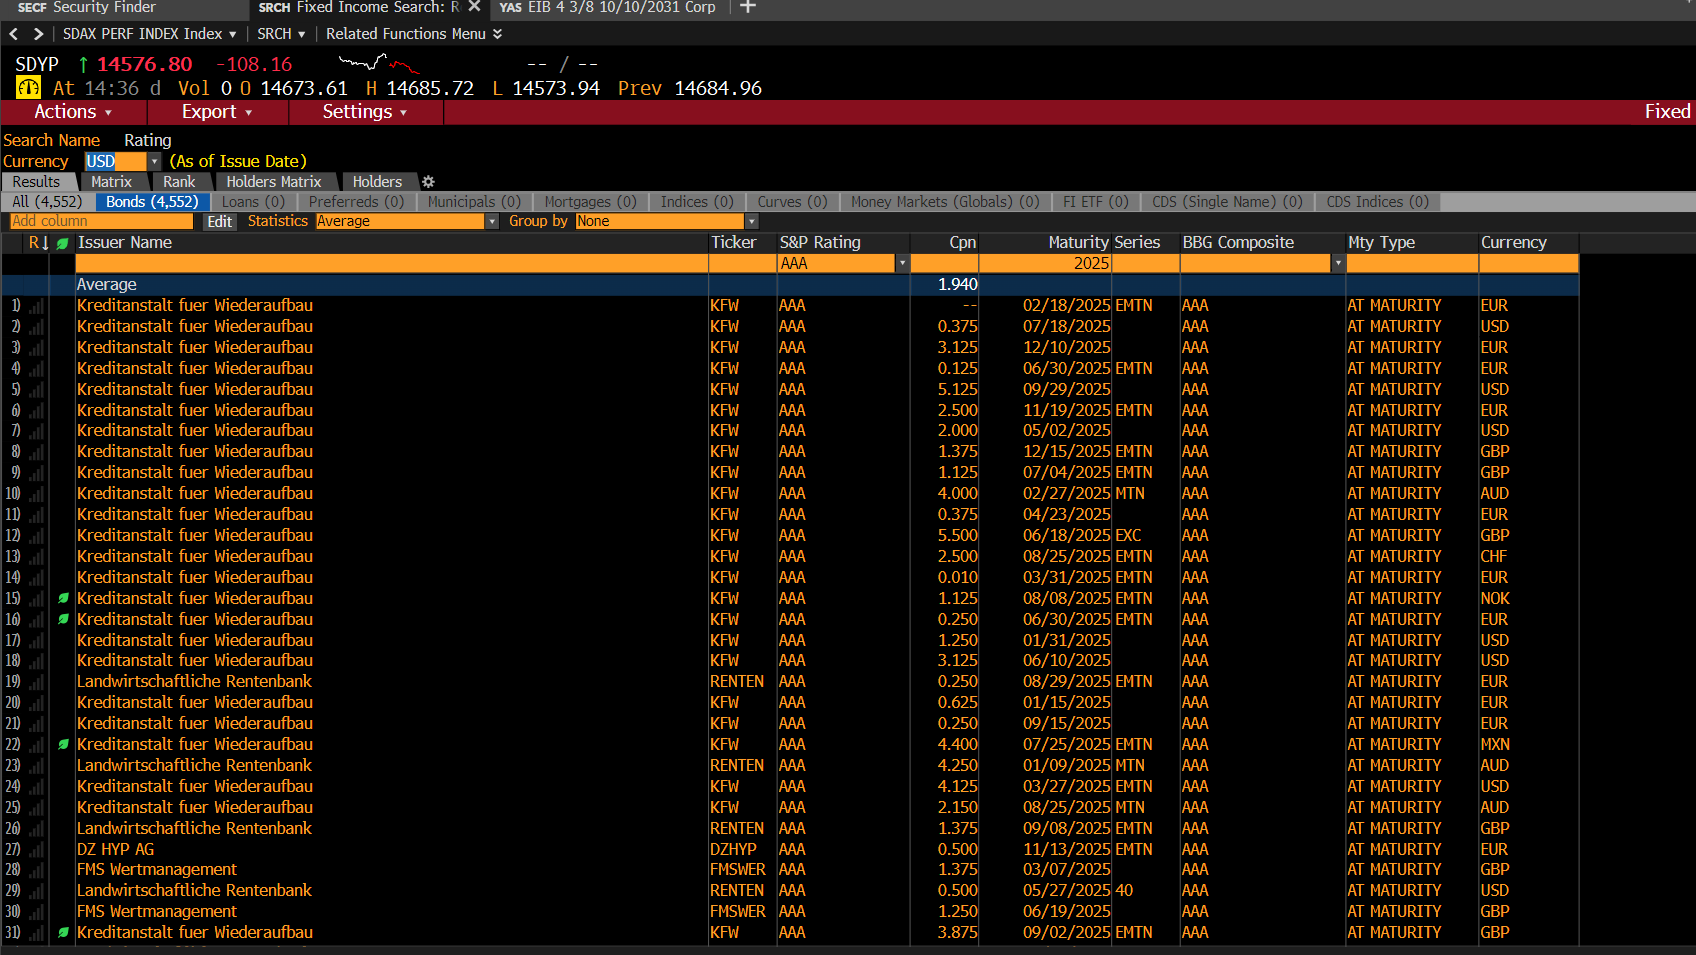 SECF Security Finder SRCH Fixed Income Search: R YAS EIB 4 3/8 10/10/2031 Corp
SDAX PERF INDEX Index SRCH Related Functions Menu
SDYP ↑ 14576.80 -108.16 -- / --
At 14:36 d Vol 0 O 14673.61 H 14685.72 L 14573.94 Prev 14684.96
Actions Export Settings Fixed
Search Name Rating
Currency USD (As of Issue Date)
Results Matrix Rank Holders Matrix Holders
All (4,552) Bonds (4,552) Loans (0) Preferreds (0) Municipals (0) Mortgages (0) Indices (0) Curves (0) Money Markets (Globals) (0) FI ETF (0) CDS (Single Name) (0) CDS Indices (0)
Add column Edit Statistics Average Group by None
R↓ Issuer Name Ticker S&P Rating Cpn Maturity Series BBG Composite Mty Type Currency
AAA 2025
Average 1.940
1) Kreditanstalt fuer Wiederaufbau KFW AAA -- 02/18/2025 EMTN AAA AT MATURITY EUR
2) Kreditanstalt fuer Wiederaufbau KFW AAA 0.375 07/18/2025 AAA AT MATURITY USD
3) Kreditanstalt fuer Wiederaufbau KFW AAA 3.125 12/10/2025 AAA AT MATURITY EUR
4) Kreditanstalt fuer Wiederaufbau KFW AAA 0.125 06/30/2025 EMTN AAA AT MATURITY EUR
5) Kreditanstalt fuer Wiederaufbau KFW AAA 5.125 09/29/2025 AAA AT MATURITY USD
6) Kreditanstalt fuer Wiederaufbau KFW AAA 2.500 11/19/2025 EMTN AAA AT MATURITY EUR
7) Kreditanstalt fuer Wiederaufbau KFW AAA 2.000 05/02/2025 AAA AT MATURITY USD
8) Kreditanstalt fuer Wiederaufbau KFW AAA 1.375 12/15/2025 EMTN AAA AT MATURITY GBP
9) Kreditanstalt fuer Wiederaufbau KFW AAA 1.125 07/04/2025 EMTN AAA AT MATURITY GBP
10) Kreditanstalt fuer Wiederaufbau KFW AAA 4.000 02/27/2025 MTN AAA AT MATURITY AUD
11) Kreditanstalt fuer Wiederaufbau KFW AAA 0.375 04/23/2025 AAA AT MATURITY EUR
12) Kreditanstalt fuer Wiederaufbau KFW AAA 5.500 06/18/2025 EXC AAA AT MATURITY GBP
13) Kreditanstalt fuer Wiederaufbau KFW AAA 2.500 08/25/2025 EMTN AAA AT MATURITY CHF
14) Kreditanstalt fuer Wiederaufbau KFW AAA 0.010 03/31/2025 EMTN AAA AT MATURITY EUR
15) Kreditanstalt fuer Wiederaufbau KFW AAA 1.125 08/08/2025 EMTN AAA AT MATURITY NOK
16) Kreditanstalt fuer Wiederaufbau KFW AAA 0.250 06/30/2025 EMTN AAA AT MATURITY EUR
17) Kreditanstalt fuer Wiederaufbau KFW AAA 1.250 01/31/2025 AAA AT MATURITY USD
18) Kreditanstalt fuer Wiederaufbau KFW AAA 3.125 06/10/2025 AAA AT MATURITY USD
19) Landwirtschaftliche Rentenbank RENTEN AAA 0.250 08/29/2025 EMTN AAA AT MATURITY EUR
20) Kreditanstalt fuer Wiederaufbau KFW AAA 0.625 01/15/2025 AAA AT MATURITY EUR
21) Kreditanstalt fuer Wiederaufbau KFW AAA 0.250 09/15/2025 AAA AT MATURITY EUR
22) Kreditanstalt fuer Wiederaufbau KFW AAA 4.400 07/25/2025 EMTN AAA AT MATURITY MXN
23) Landwirtschaftliche Rentenbank RENTEN AAA 4.250 01/09/2025 MTN AAA AT MATURITY AUD
24) Kreditanstalt fuer Wiederaufbau KFW AAA 4.125 03/27/2025 EMTN AAA AT MATURITY USD
25) Kreditanstalt fuer Wiederaufbau KFW AAA 2.150 08/25/2025 MTN AAA AT MATURITY AUD
26) Landwirtschaftliche Rentenbank RENTEN AAA 1.375 09/08/2025 EMTN AAA AT MATURITY GBP
27) DZ HYP AG DZHYP AAA 0.500 11/13/2025 EMTN AAA AT MATURITY EUR
28) FMS Wertmanagement FMSWER AAA 1.375 03/07/2025 AAA AT MATURITY GBP
29) Landwirtschaftliche Rentenbank RENTEN AAA 0.500 05/27/2025 40 AAA AT MATURITY USD
30) FMS Wertmanagement FMSWER AAA 1.250 06/19/2025 AAA AT MATURITY GBP
31) Kreditanstalt fuer Wiederaufbau KFW AAA 3.875 09/02/2025 EMTN AAA AT MATURITY GBP